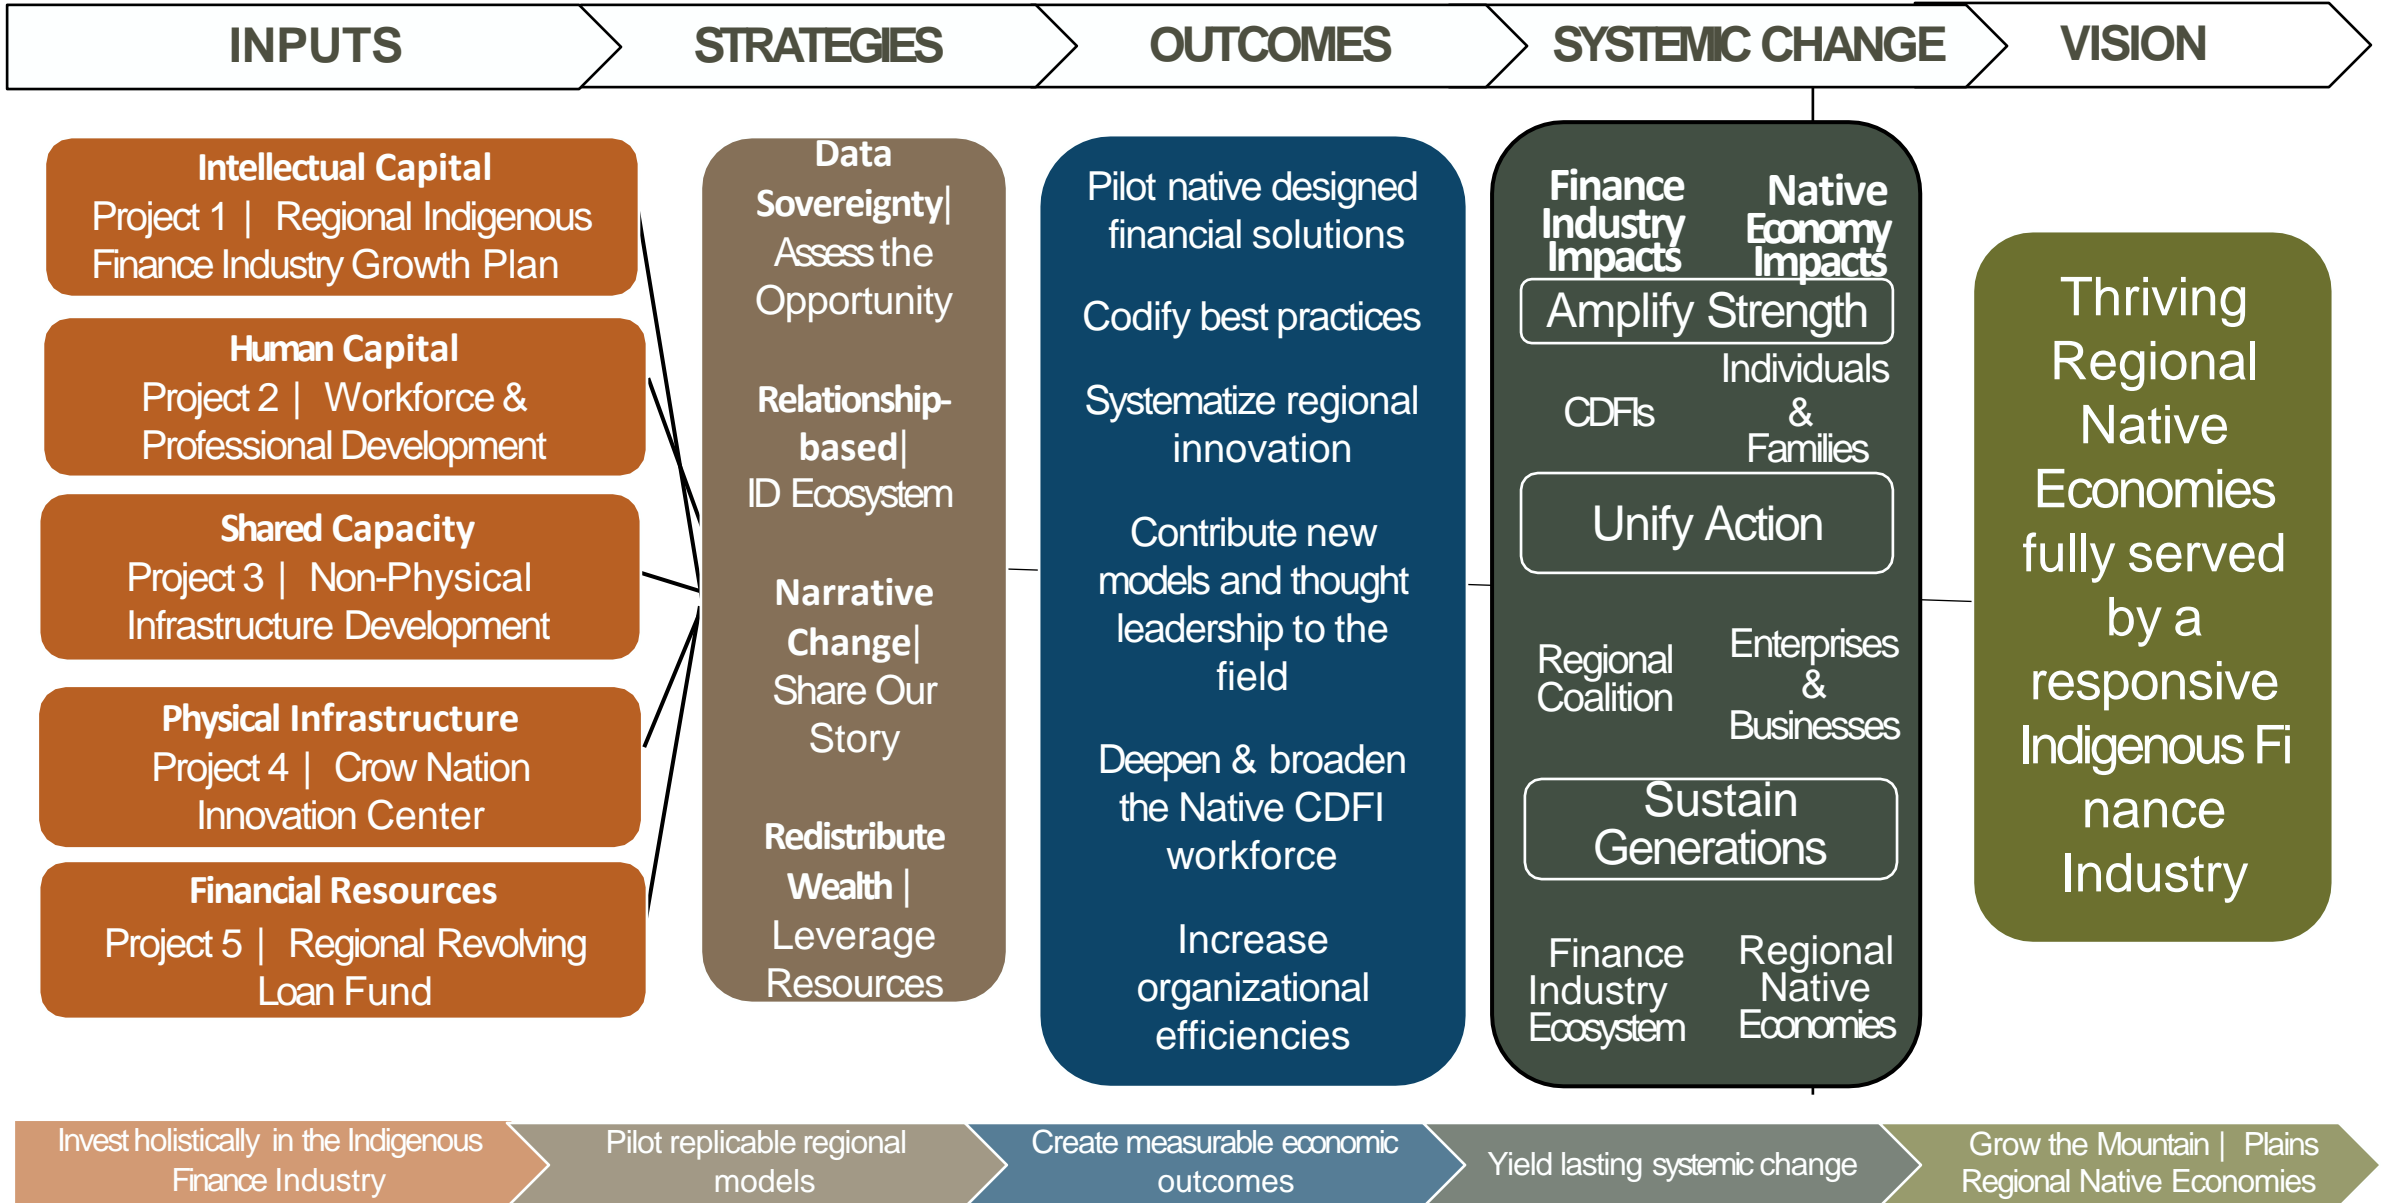 INPUTS
STRATEGIES
OUTCOMES
SYSTEMIC CHANGE
VISION
Intellectual Capital
Project 1 | Regional Indigenous
Finance Industry Growth Plan
Human Capital
Project 2 | Workforce &
Professional Development
Shared Capacity
Project 3 | Non-Physical
Infrastructure Development
Physical Infrastructure
Project 4 | Crow Nation
Innovation Center
Financial Resources
Project 5 | Regional Revolving
Loan Fund
Data
Sovereignty|
Assess the
Opportunity
Relationship-
based|
ID Ecosystem
Narrative
Change|
Share Our
Story
Redistribute
Wealth |
Leverage
Resources
Pilot native designed
financial solutions
Codify best practices
Systematize regional
innovation
Contribute new
models and thought
leadership to the
field
Deepen & broaden
the Native CDFI
workforce
Increase
organizational
efficiencies
Finance
Industry
Impacts
Native
Economy
Impacts
Amplify Strength
CDFIs
Individuals
&
Families
Unify Action
Regional
Coalition
Enterprises
&
Businesses
Sustain
Generations
Finance
Industry
Ecosystem
Regional
Native
Economies
Thriving
Regional
Native
Economies
fully served
by a
responsive
Indigenous Fi
nance
Industry
Invest holistically in the Indigenous
Finance Industry
Pilot replicable regional
models
Create measurable economic
outcomes
Yield lasting systemic change
Grow the Mountain | Plains
Regional Native Economies